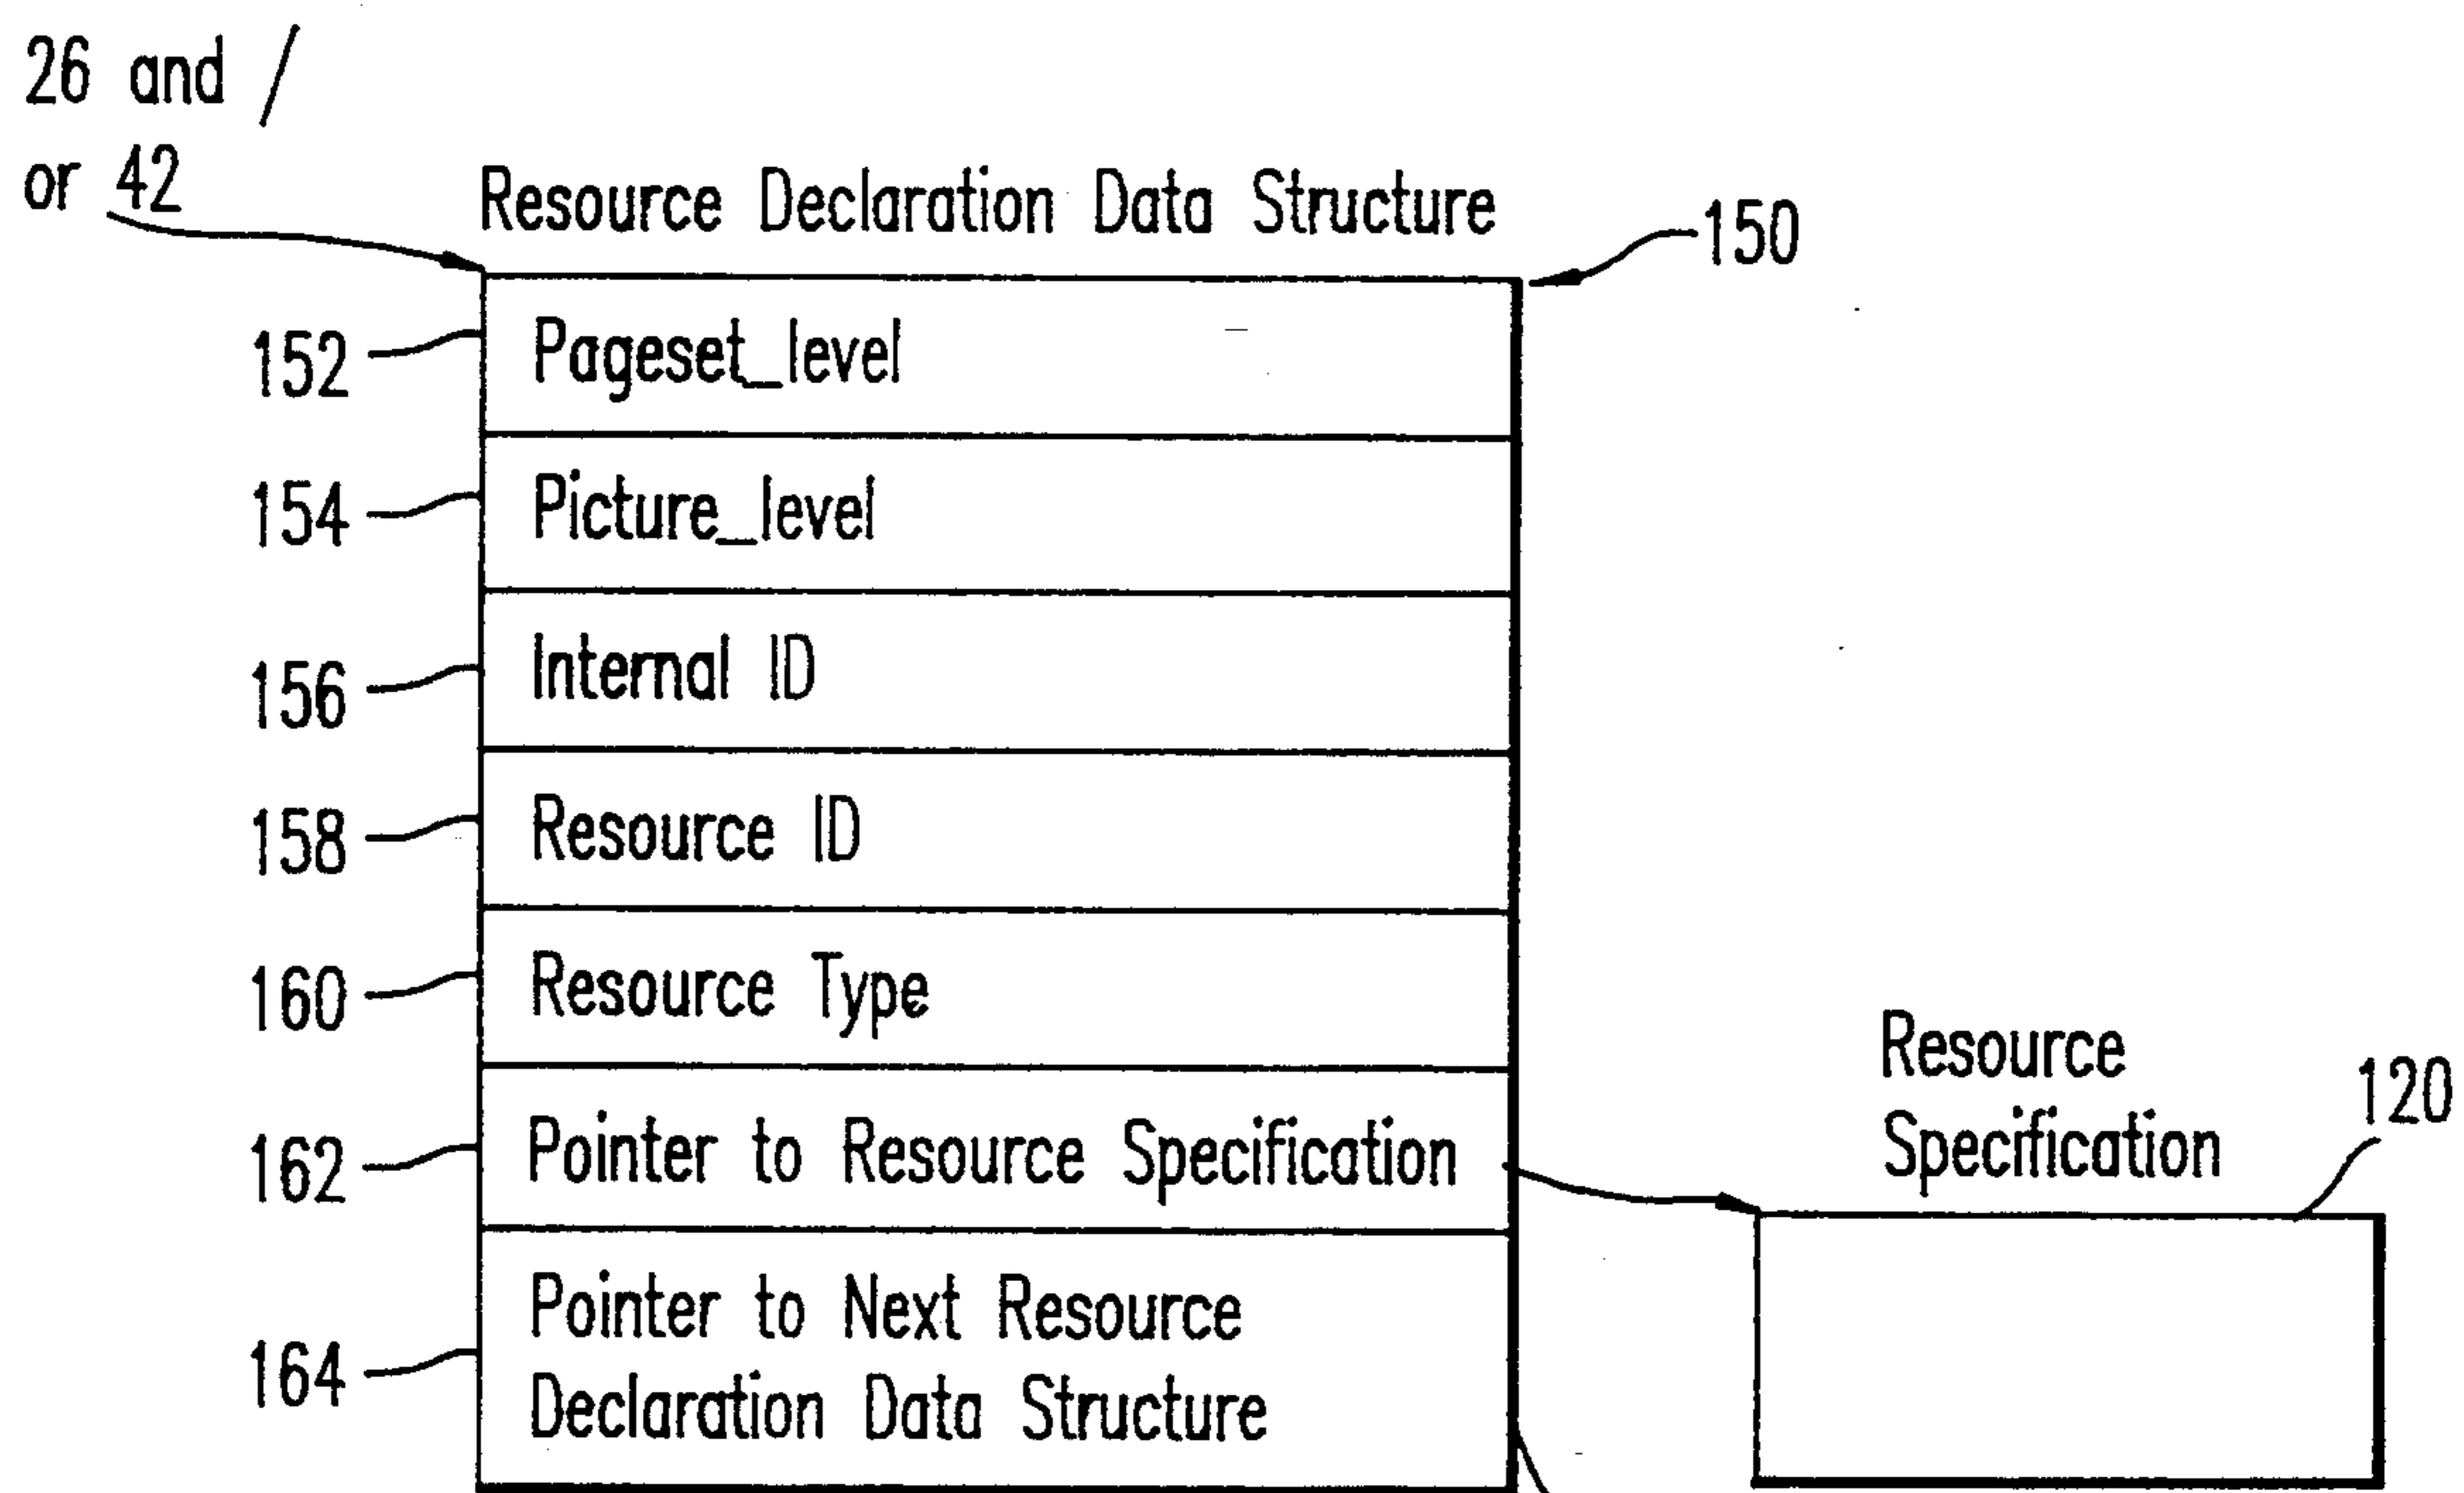 26 and /
or 42
Resource Declaration Data Structure
150
152
Pageset_level
154
Picture_level
156
Internal ID
158
Resource ID
160
Resource Type
162
Pointer to Resource Specification
164
Pointer to Next Resource
Declaration Data Structure
Resource
Specification
120